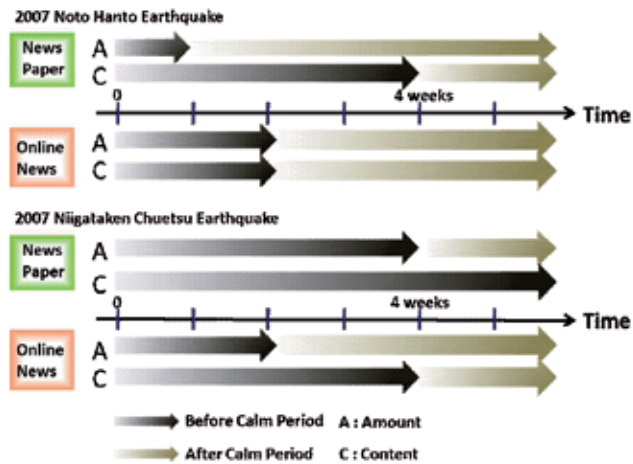 2007 Noto Hanto Earthquake
News
Paper
A
C
0
4 weeks
Time
Online
News
A
C
2007 Niigataken Chuetsu Earthquake
News
Paper
A
C
0
4 weeks
Time
Online
News
A
C
Before Calm Period A : Amount
After Calm Period C : Content